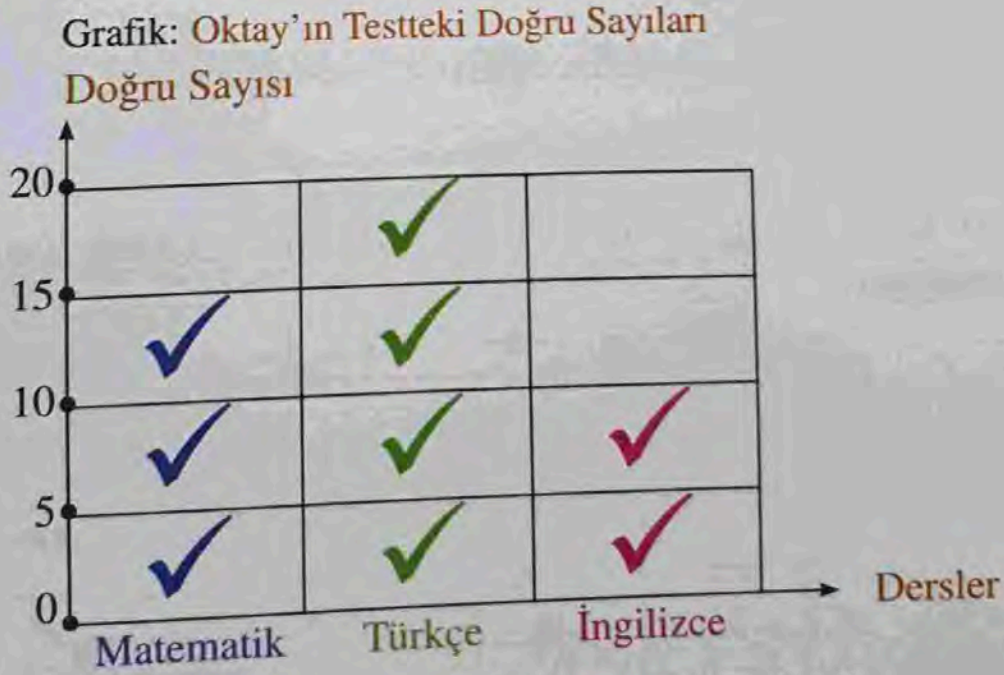 Grafik: Oktay'ın Testteki Doğru Sayıları
Doğru Sayısı
20
15
10
5
0
Matematik Türkçe İngilizce Dersler